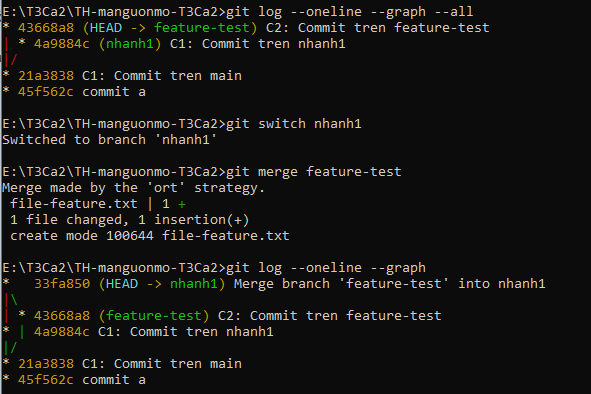 E:\T3Ca2\TH-manguonmo-T3Ca2>git log --oneline --graph --all
* 43668a8 (HEAD -> feature-test) C2: Commit tren feature-test
| * 4a9884c (nhanh1) C1: Commit tren nhanh1
|/
* 21a3838 C1: Commit tren main
* 45f562c commit a
E:\T3Ca2\TH-manguonmo-T3Ca2>git switch nhanh1
Switched to branch 'nhanh1'
E:\T3Ca2\TH-manguonmo-T3Ca2>git merge feature-test
Merge made by the 'ort' strategy.
 file-feature.txt | 1 +
 1 file changed, 1 insertion(+)
 create mode 100644 file-feature.txt
E:\T3Ca2\TH-manguonmo-T3Ca2>git log --oneline --graph
*   33fa850 (HEAD -> nhanh1) Merge branch 'feature-test' into nhanh1
|\
| * 43668a8 (feature-test) C2: Commit tren feature-test
* | 4a9884c C1: Commit tren nhanh1
|/
* 21a3838 C1: Commit tren main
* 45f562c commit a